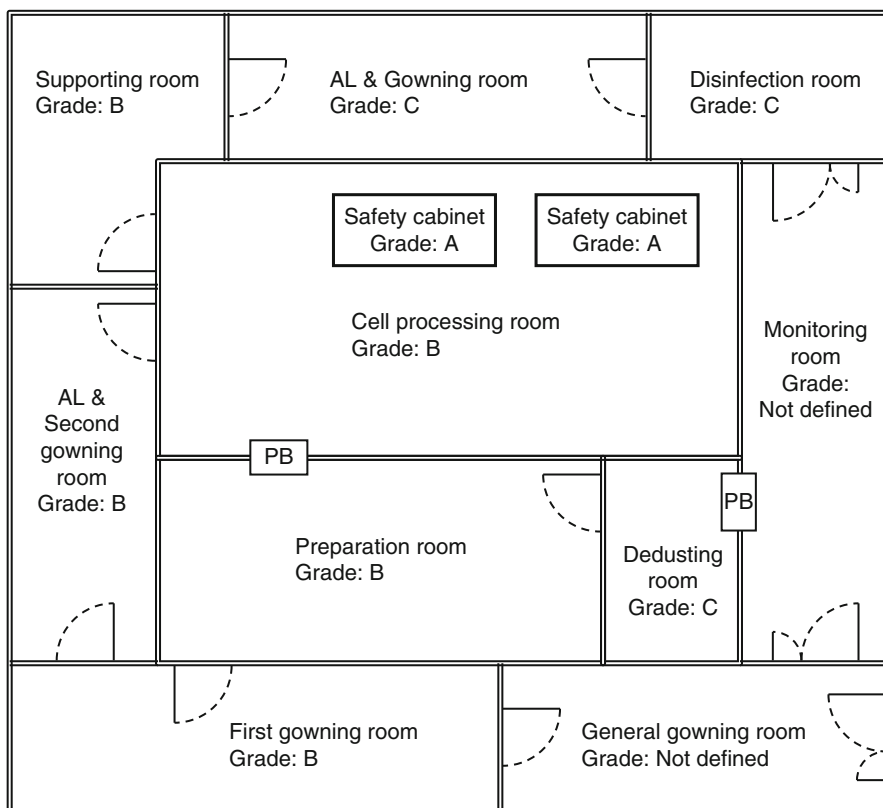 Supporting room
Grade: B
AL & Gowning room
Grade: C
Disinfection room
Grade: C
Safety cabinet
Grade: A
Safety cabinet
Grade: A
Cell processing room
Grade: B
Monitoring
room
Grade:
Not defined
AL &
Second
gowning
room
Grade: B
PB
PB
Preparation room
Grade: B
Dedusting
room
Grade: C
First gowning room
Grade: B
General gowning room
Grade: Not defined